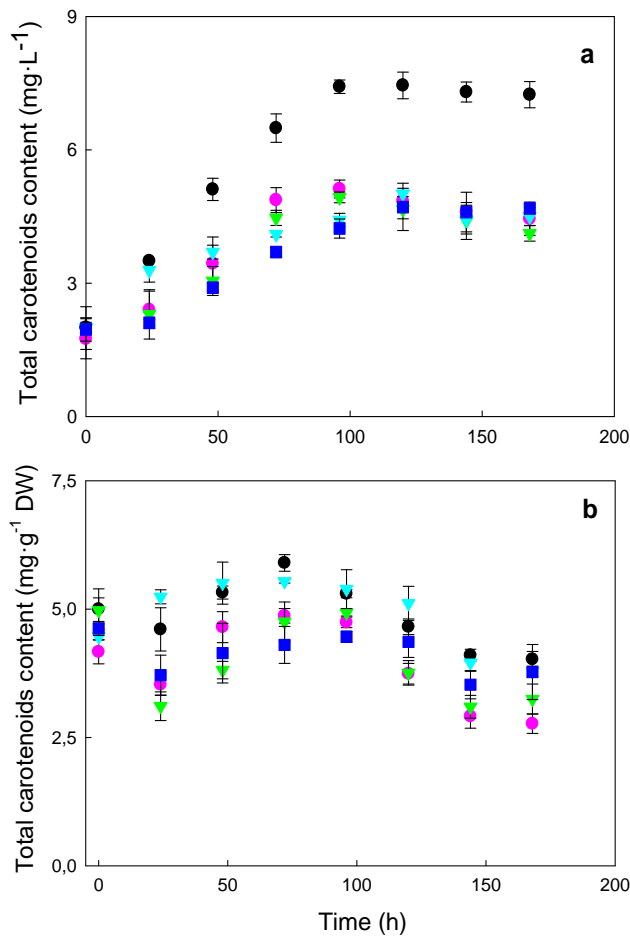 Total carotenoids content (mg·L⁻¹)
9
6
3
0
a
0 50 100 150 200
Total carotenoids content (mg·g⁻¹ DW)
7,5
5,0
2,5
0,0
b
0 50 100 150 200
Time (h)